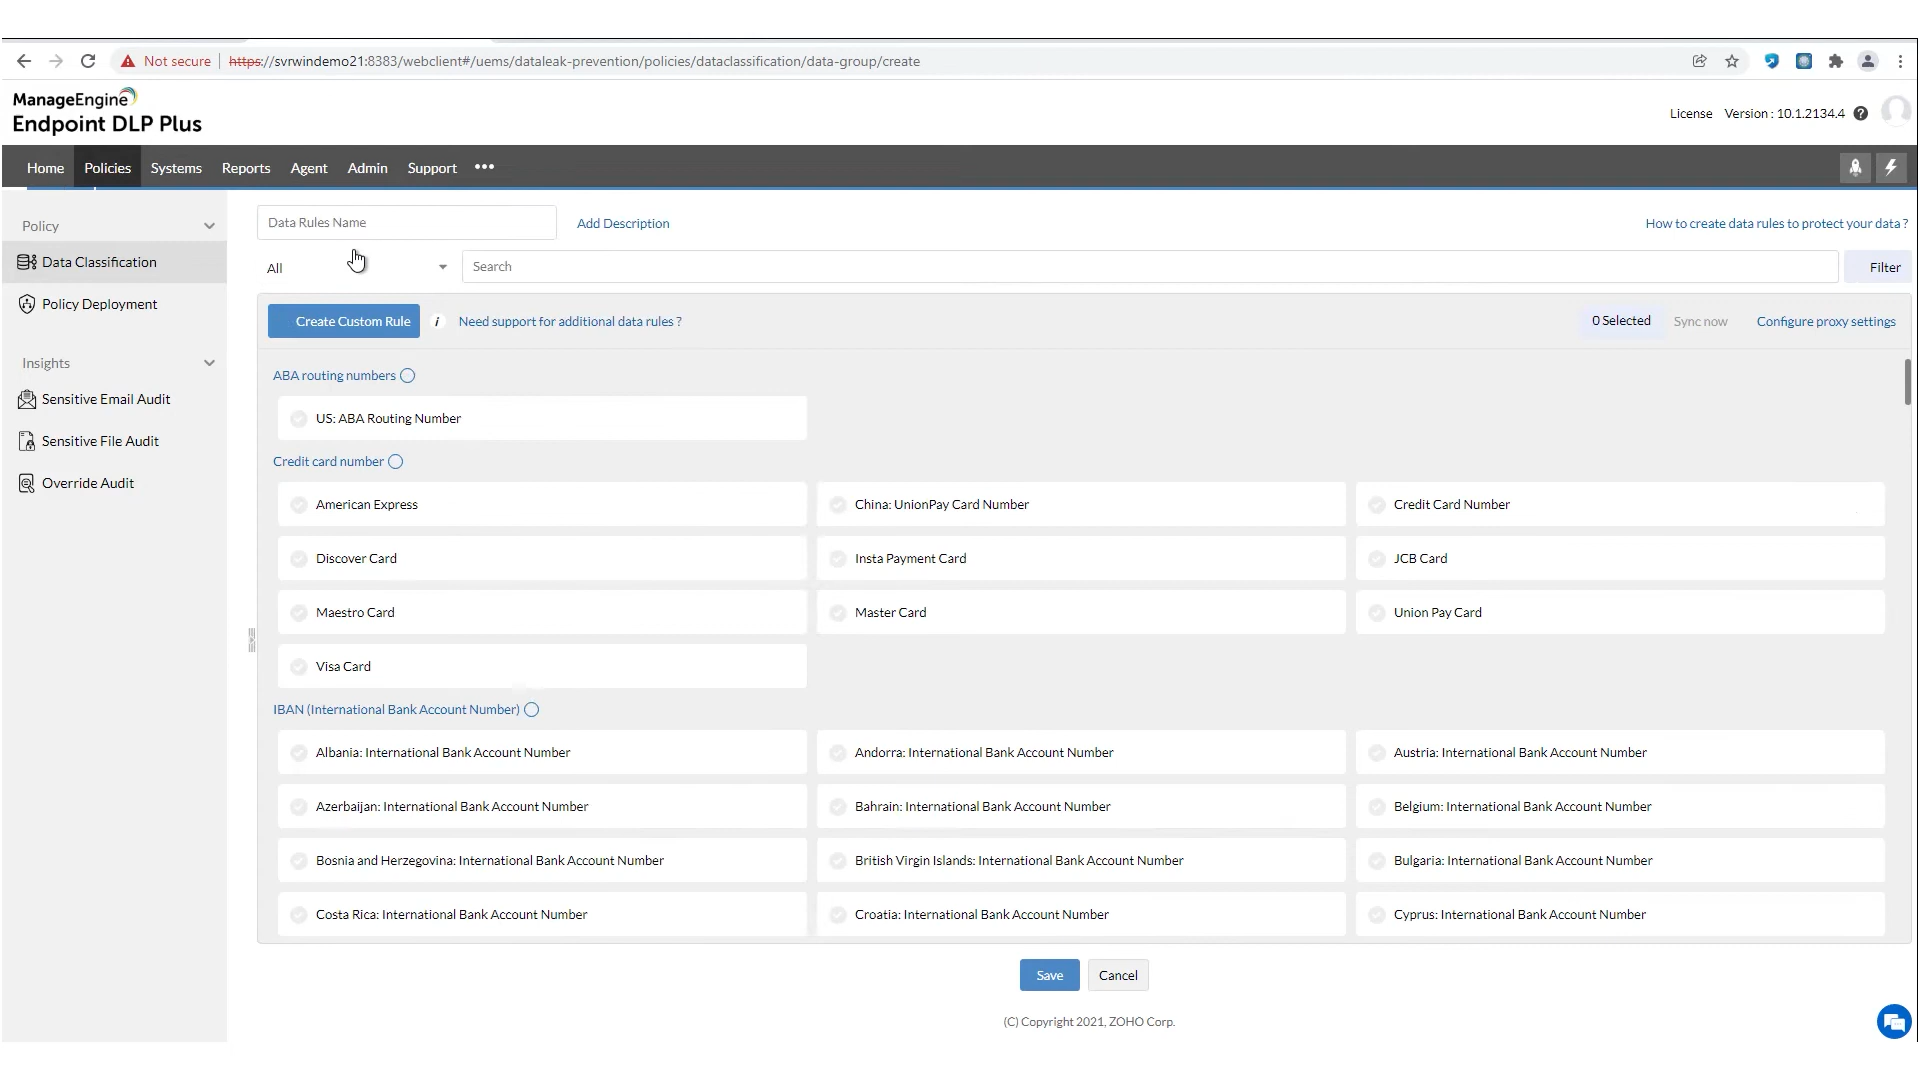 Not secure | https://svrwindemo21:8383/webclient#/uems/dataleak-prevention/policies/dataclassification/data-group/create
ManageEngine
Endpoint DLP Plus
License Version : 10.1.2134.4 ?
Home Policies Systems Reports Agent Admin Support •••
Policy
Data Classification
Policy Deployment
Insights
Sensitive Email Audit
Sensitive File Audit
Override Audit
Data Rules Name Add Description How to create data rules to protect your data ?
All Search Filter
Create Custom Rule i Need support for additional data rules ? 0 Selected Sync now Configure proxy settings
ABA routing numbers
US: ABA Routing Number
Credit card number
American Express China: UnionPay Card Number Credit Card Number
Discover Card Insta Payment Card JCB Card
Maestro Card Master Card Union Pay Card
Visa Card
IBAN (International Bank Account Number)
Albania: International Bank Account Number Andorra: International Bank Account Number Austria: International Bank Account Number
Azerbaijan: International Bank Account Number Bahrain: International Bank Account Number Belgium: International Bank Account Number
Bosnia and Herzegovina: International Bank Account Number British Virgin Islands: International Bank Account Number Bulgaria: International Bank Account Number
Costa Rica: International Bank Account Number Croatia: International Bank Account Number Cyprus: International Bank Account Number
Save Cancel
(C) Copyright 2021, ZOHO Corp.